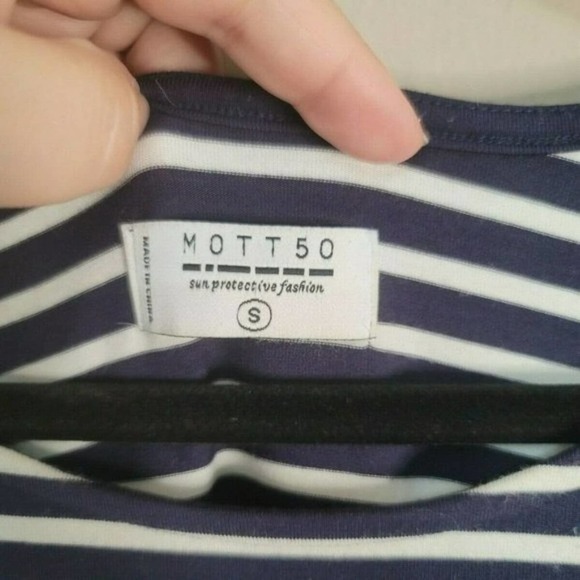 MOTT50
sun protective fashion
S
MADE IN CHINA